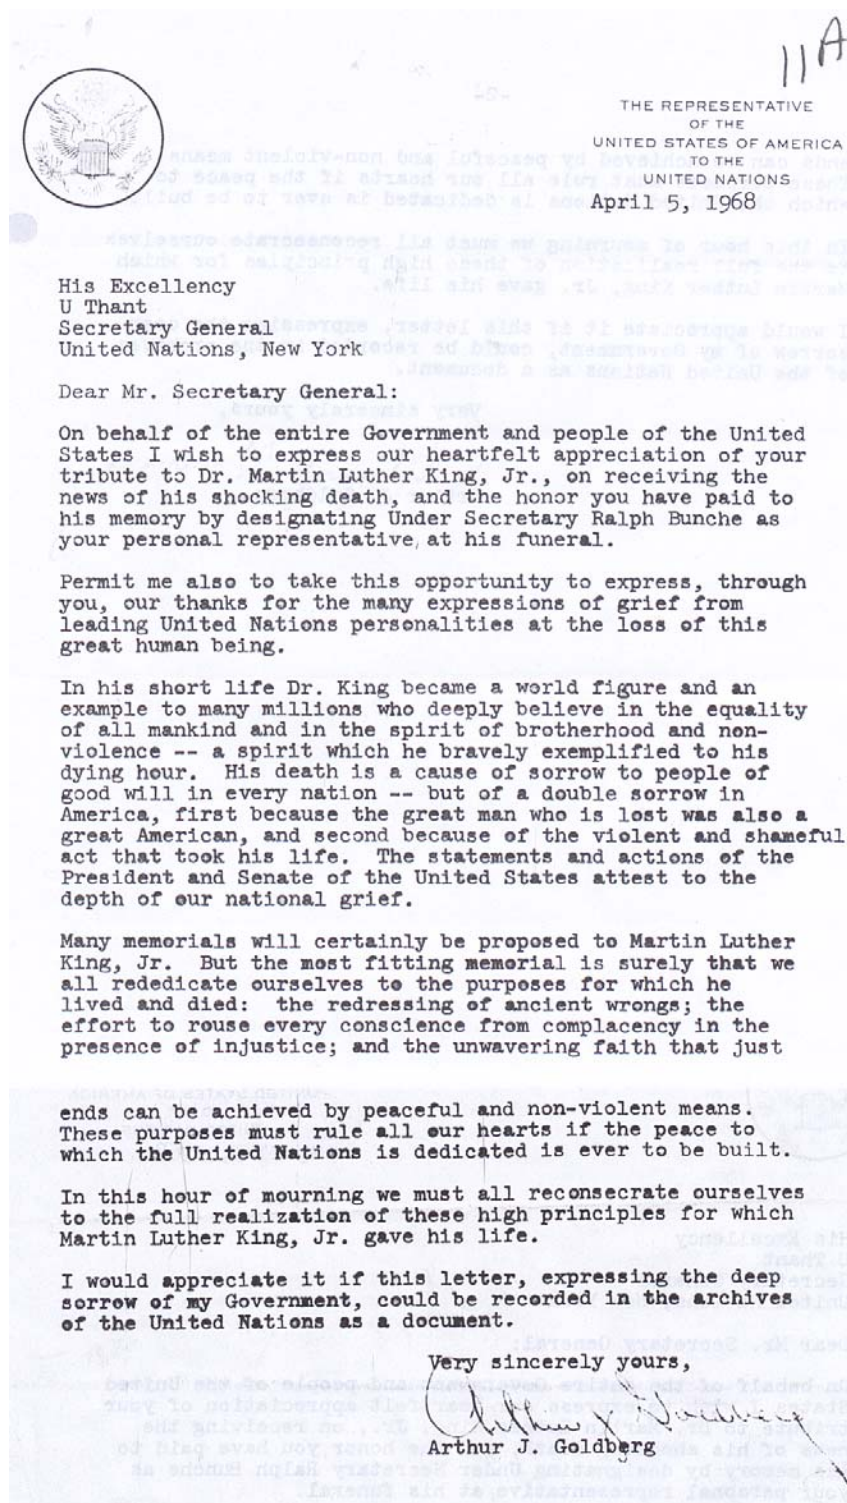 11A
THE REPRESENTATIVE
OF THE
UNITED STATES OF AMERICA
TO THE
UNITED NATIONS
April 5, 1968
His Excellency
U Thant
Secretary General
United Nations, New York
Dear Mr. Secretary General:
On behalf of the entire Government and people of the United
States I wish to express our heartfelt appreciation of your
tribute to Dr. Martin Luther King, Jr., on receiving the
news of his shocking death, and the honor you have paid to
his memory by designating Under Secretary Ralph Bunche as
your personal representative, at his funeral.
Permit me also to take this opportunity to express, through
you, our thanks for the many expressions of grief from
leading United Nations personalities at the loss of this
great human being.
In his short life Dr. King became a world figure and an
example to many millions who deeply believe in the equality
of all mankind and in the spirit of brotherhood and non-
violence -- a spirit which he bravely exemplified to his
dying hour.  His death is a cause of sorrow to people of
good will in every nation -- but of a double sorrow in
America, first because the great man who is lost was also a
great American, and second because of the violent and shameful
act that took his life.  The statements and actions of the
President and Senate of the United States attest to the
depth of our national grief.
Many memorials will certainly be proposed to Martin Luther
King, Jr.  But the most fitting memorial is surely that we
all rededicate ourselves to the purposes for which he
lived and died:  the redressing of ancient wrongs; the
effort to rouse every conscience from complacency in the
presence of injustice; and the unwavering faith that just
ends can be achieved by peaceful and non-violent means.
These purposes must rule all our hearts if the peace to
which the United Nations is dedicated is ever to be built.
In this hour of mourning we must all reconsecrate ourselves
to the full realization of these high principles for which
Martin Luther King, Jr. gave his life.
I would appreciate it if this letter, expressing the deep
sorrow of my Government, could be recorded in the archives
of the United Nations as a document.
Very sincerely yours,
Arthur J. Goldberg